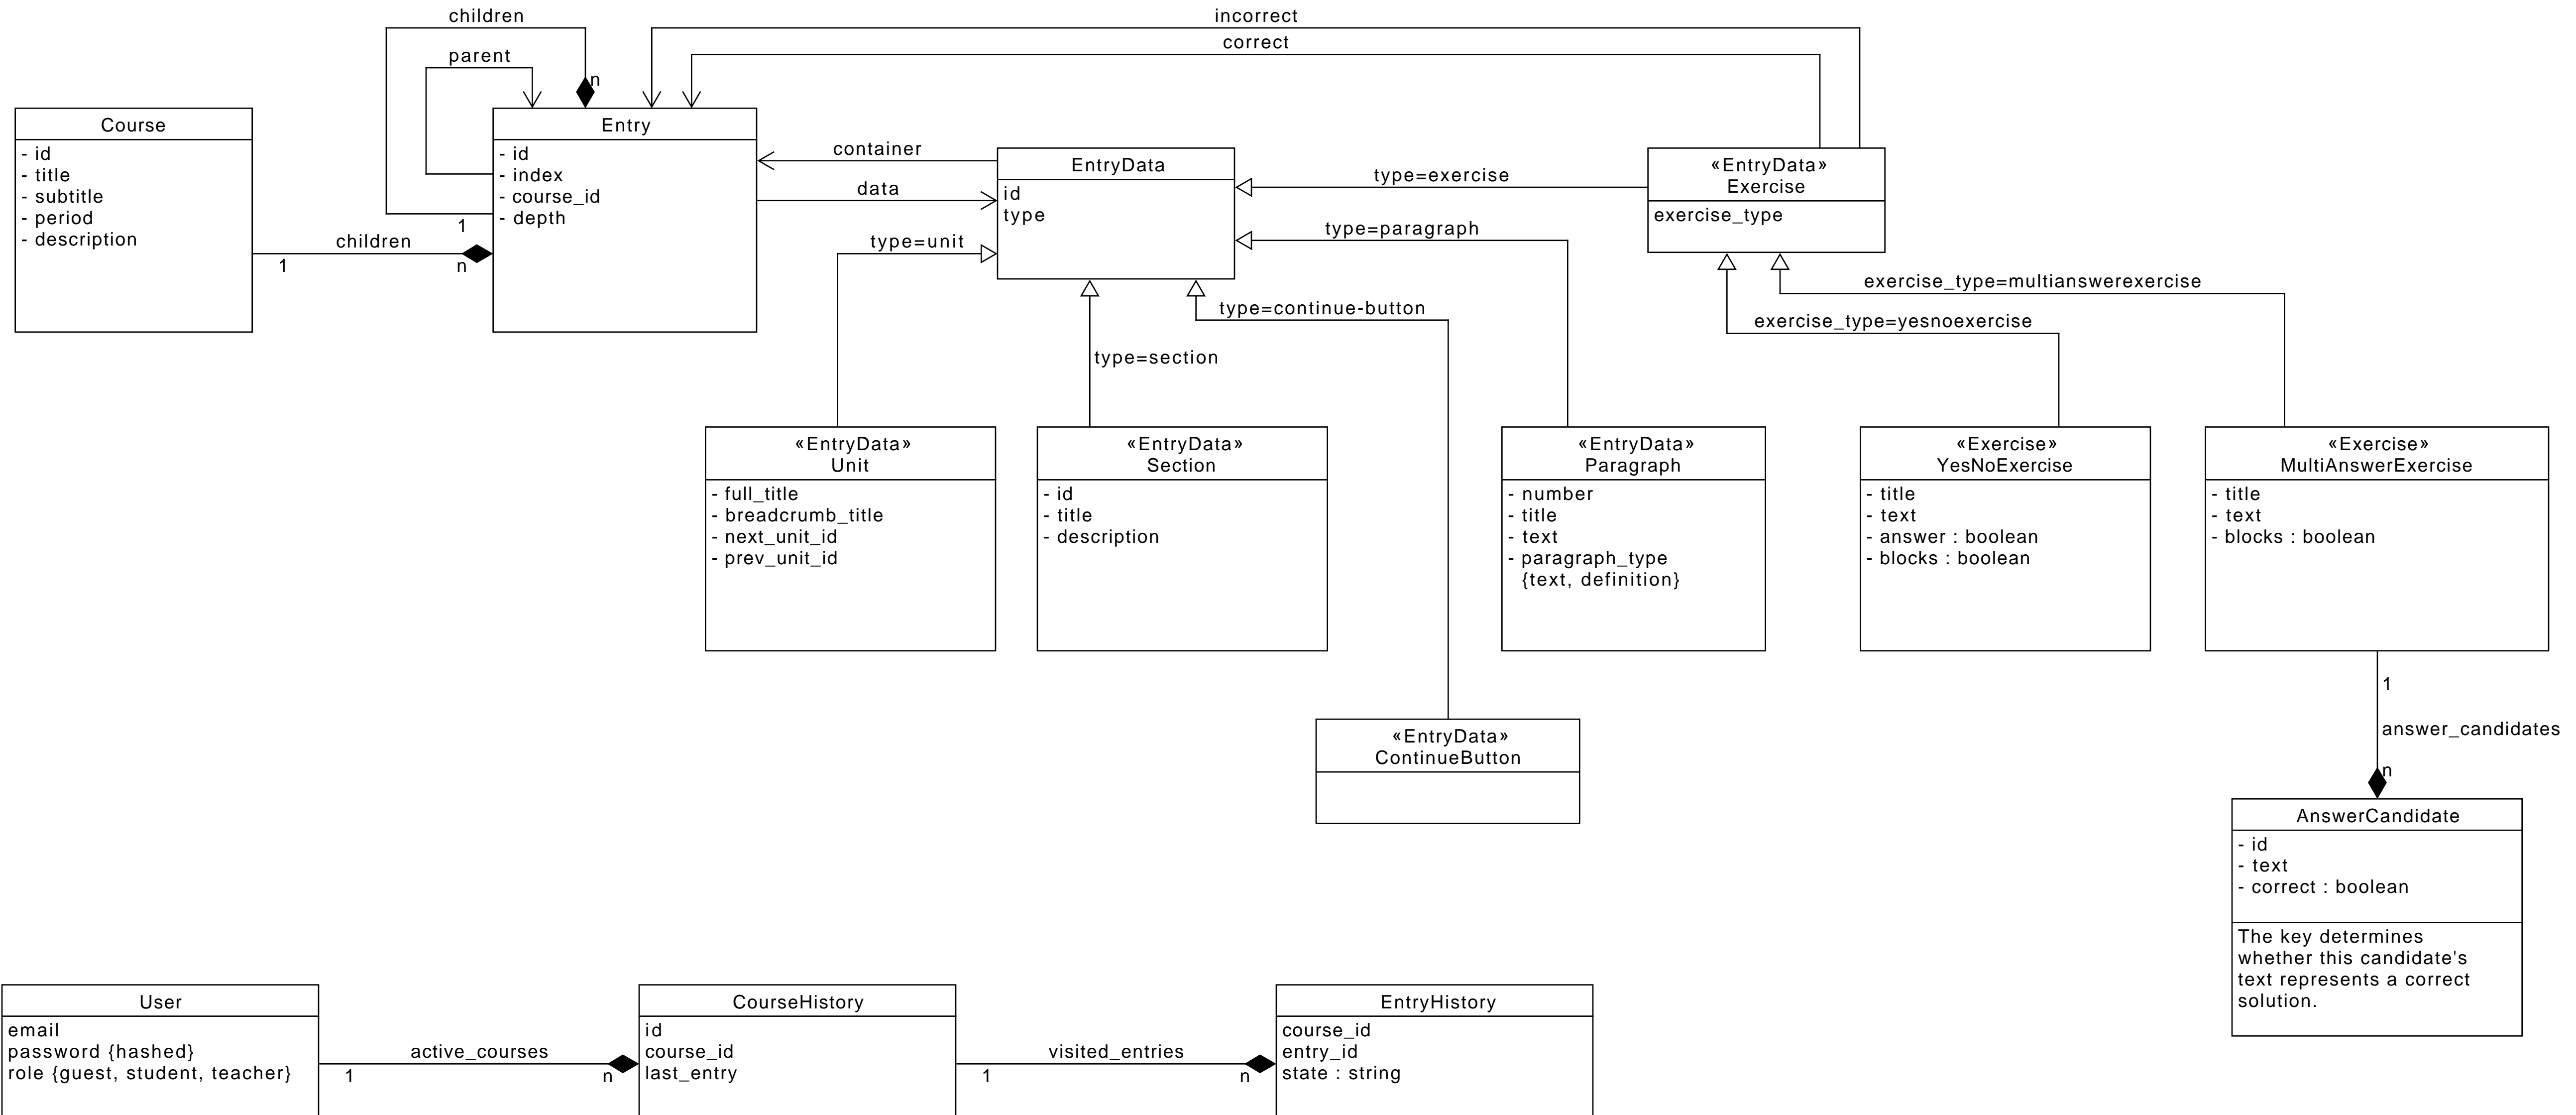 children
incorrect
correct
parent
n
Course
- id
- title
- subtitle
- period
- description
Entry
- id
- index
- course_id
- depth
1
children
1
n
container
data
EntryData
id
type
type=exercise
«EntryData»
Exercise
exercise_type
type=unit
type=paragraph
type=continue-button
type=section
exercise_type=multianswerexercise
exercise_type=yesnoexercise
«EntryData»
Unit
- full_title
- breadcrumb_title
- next_unit_id
- prev_unit_id
«EntryData»
Section
- id
- title
- description
«EntryData»
Paragraph
- number
- title
- text
- paragraph_type
{text, definition}
«Exercise»
YesNoExercise
- title
- text
- answer : boolean
- blocks : boolean
«Exercise»
MultiAnswerExercise
- title
- text
- blocks : boolean
1
answer_candidates
n
«EntryData»
ContinueButton
AnswerCandidate
- id
- text
- correct : boolean
The key determines
whether this candidate's
text represents a correct
solution.
User
email
password {hashed}
role {guest, student, teacher}
active_courses
1
n
CourseHistory
id
course_id
last_entry
visited_entries
1
n
EntryHistory
course_id
entry_id
state : string